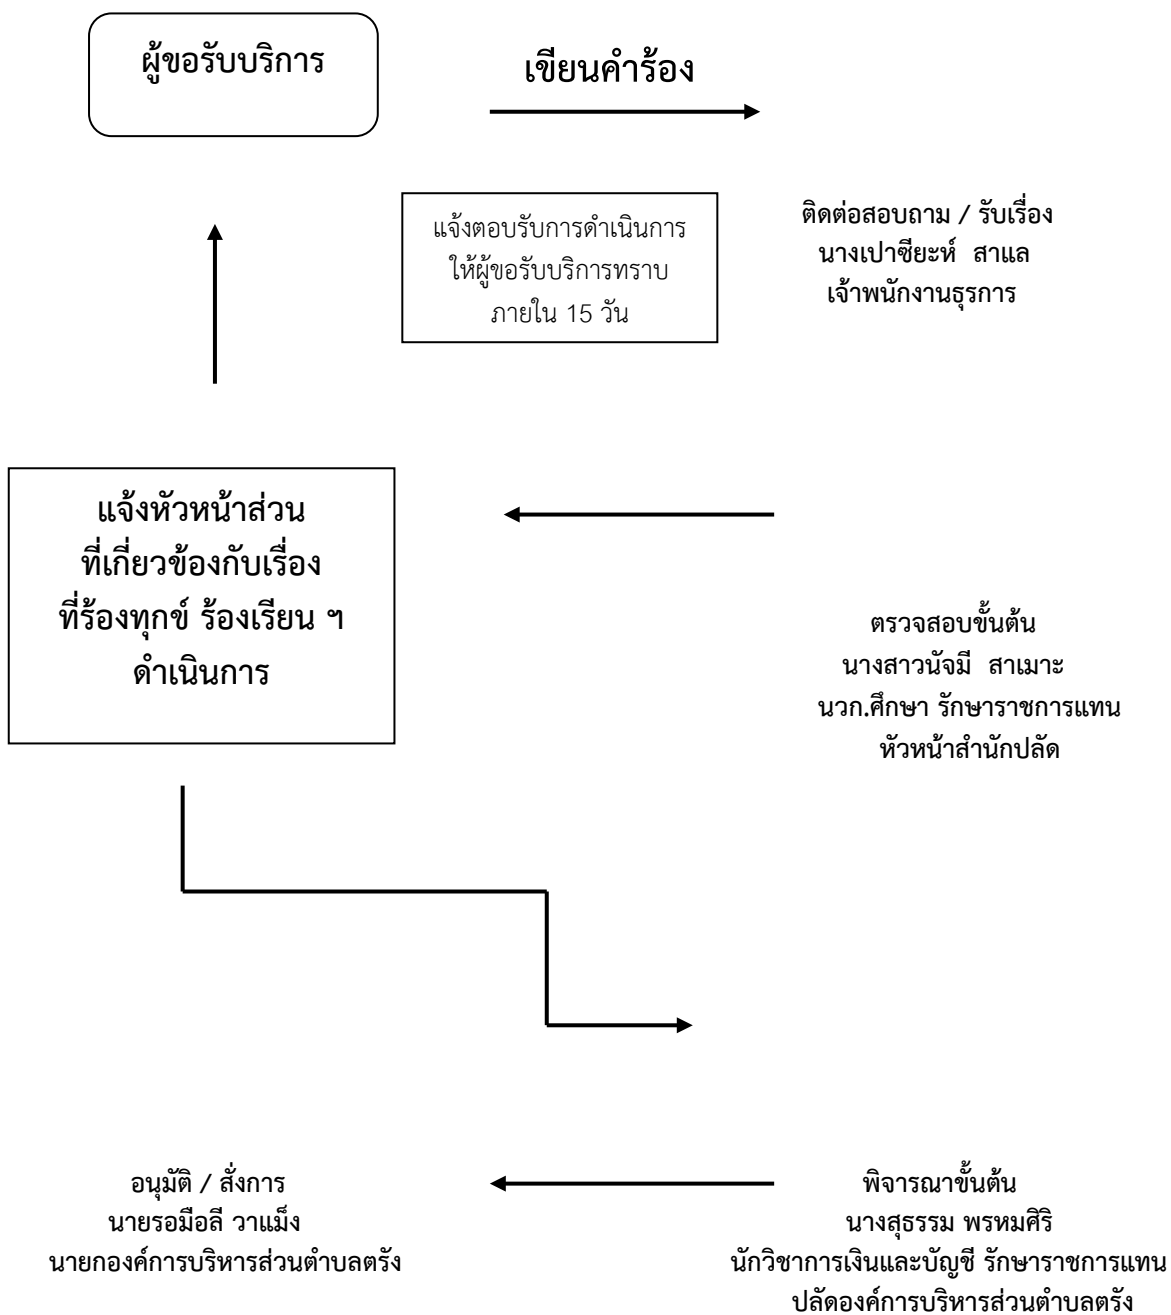 ผู้ขอรับบริการ
เขียนคำร้อง
แจ้งตอบรับการดำเนินการ
ให้ผู้ขอรับบริการทราบ
ภายใน 15 วัน
ติดต่อสอบถาม / รับเรื่อง
นางเปาซียะห์ สาแล
เจ้าพนักงานธุรการ
แจ้งหัวหน้าส่วน
ที่เกี่ยวข้องกับเรื่อง
ที่ร้องทุกข์ ร้องเรียน ฯ
ดำเนินการ
ตรวจสอบขั้นต้น
นางสาวนัจมี สาเมาะ
นวก.ศึกษา รักษาราชการแทน
หัวหน้าสำนักปลัด
อนุมัติ / สั่งการ
นายรอมือลี วาแม็ง
นายกองค์การบริหารส่วนตำบลตรัง
พิจารณาขั้นต้น
นางสุธรรม พรหมศิริ
นักวิชาการเงินและบัญชี รักษาราชการแทน
ปลัดองค์การบริหารส่วนตำบลตรัง